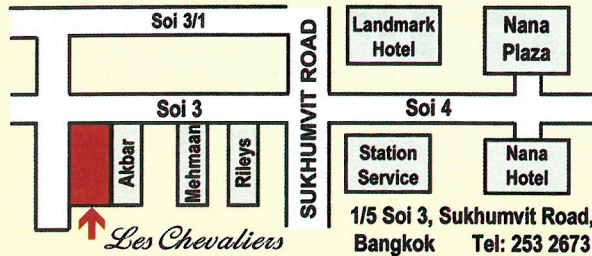 Soi 3/1
Landmark
Hotel
Nana
Plaza
SUKHUMVIT ROAD
Soi 3
Soi 4
Akbar
Mehmaan
Rileys
Station
Service
Nana
Hotel
Les Chevaliers
1/5 Soi 3, Sukhumvit Road,
Bangkok Tel: 253 2673